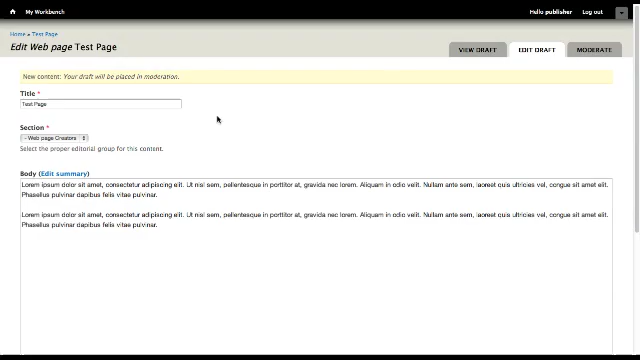 My Workbench Hello publisher Log out
Home » Test Page
Edit Web page Test Page
VIEW DRAFT EDIT DRAFT MODERATE
New content: Your draft will be placed in moderation.
Title *
Test Page
Section *
- Web page Creators
Select the proper editorial group for this content.
Body (Edit summary)
Lorem ipsum dolor sit amet, consectetur adipiscing elit. Ut nisl sem, pellentesque in porttitor at, gravida nec lorem. Aliquam in odio velit. Nullam ante sem, laoreet quis ultricies vel, congue sit amet elit.
Phasellus pulvinar dapibus felis vitae pulvinar.
Lorem ipsum dolor sit amet, consectetur adipiscing elit. Ut nisl sem, pellentesque in porttitor at, gravida nec lorem. Aliquam in odio velit. Nullam ante sem, laoreet quis ultricies vel, congue sit amet elit.
Phasellus pulvinar dapibus felis vitae pulvinar.